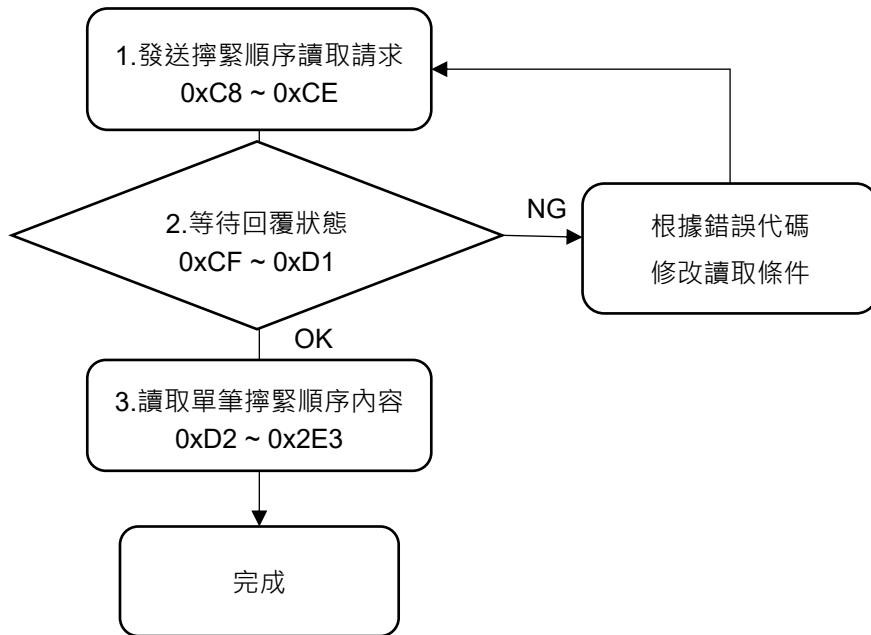 1.發送擰緊順序讀取請求
0xC8 ~ 0xCE
2.等待回覆狀態
0xCF ~ 0xD1
NG
根據錯誤代碼
修改讀取條件
OK
3.讀取單筆擰緊順序內容
0xD2 ~ 0x2E3
完成